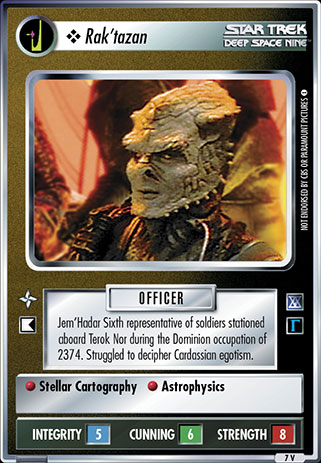 ❖ Rak'tazan
STAR TREK
DEEP SPACE NINE
NOT ENDORSED BY CBS OR PARAMOUNT PICTURES
OFFICER
Jem'Hadar Sixth representative of soldiers stationed
aboard Terok Nor during the Dominion occupation of
2374. Struggled to decipher Cardassian egotism.
Stellar Cartography Astrophysics
INTEGRITY 5 CUNNING 6 STRENGTH 8
7 V